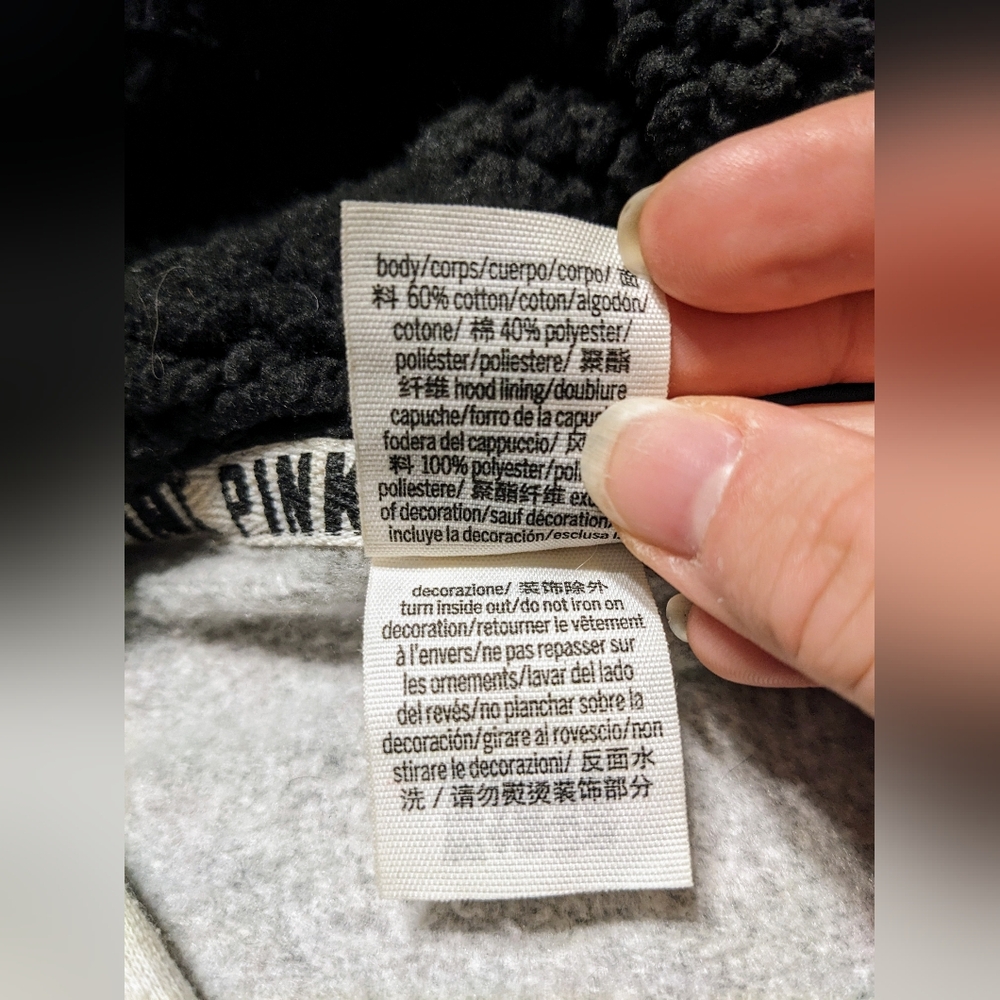 body/corps/cuerpo/corpo/ 面
料 60% cotton/coton/algodón/
cotone/ 棉 40% polyester/
poliéster/poliestere/ 聚酯
纤维 hood lining/doublure
capuche/forro de la capuc
fodera del cappuccio/
料 100% polyester/pol
poliestere/ 聚酯纤维
of decoration/sauf décoration/
incluye la decoración/esclusa
PINK
decorazione/ 装饰除外
turn inside out/do not iron on
decoration/retourner le vêtement
à l'envers/ne pas repasser sur
les ornements/lavar del lado
del revés/no planchar sobre la
decoración/girare al rovescio/non
stirare le decorazioni/ 反面水
洗 / 请勿熨烫装饰部分